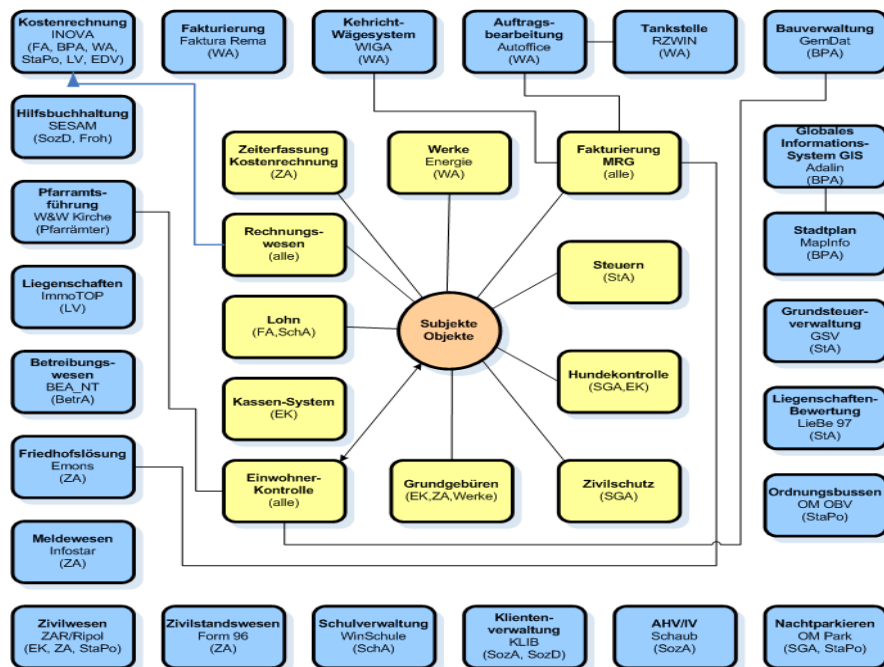 Kostenrechnung
INOVA
(FA, BPA, WA,
StaPo, LV, EDV)
Fakturierung
Faktura Rema
(WA)
Kehricht-
Wägesystem
WIGA
(WA)
Auftrags-
bearbeitung
Autoffice
(WA)
Tankstelle
RZWIN
(WA)
Bauverwaltung
GemDat
(BPA)
Hilfsbuchhaltung
SESAM
(SozD, Froh)
Zeiterfassung
Kostenrechnung
(ZA)
Werke
Energie
(WA)
Fakturierung
MRG
(alle)
Globales
Informations-
System GIS
Adalin
(BPA)
Pfarramts-
führung
W&W Kirche
(Pfarrämter)
Rechnungs-
wesen
(alle)
Steuern
(StA)
Stadtplan
MapInfo
(BPA)
Liegenschaften
ImmoTOP
(LV)
Lohn
(FA,SchA)
Subjekte
Objekte
Grundsteuer-
verwaltung
GSV
(StA)
Betreibungs-
wesen
BEA_NT
(BetrA)
Kassen-System
(EK)
Hundekontrolle
(SGA,EK)
Liegenschaften-
Bewertung
LieBe 97
(StA)
Friedhofslösung
Emons
(ZA)
Einwohner-
Kontrolle
(alle)
Grundgebüren
(EK,ZA,Werke)
Zivilschutz
(SGA)
Ordnungsbussen
OM OBV
(StaPo)
Meldewesen
Infostar
(ZA)
Zivilwesen
ZAR/Ripol
(EK, ZA, StaPo)
Zivilstandswesen
Form 96
(ZA)
Schulverwaltung
WinSchule
(SchA)
Klienten-
verwaltung
KLIB
(SozA, SozD)
AHV/IV
Schaub
(SozA)
Nachtparkieren
OM Park
(SGA, StaPo)